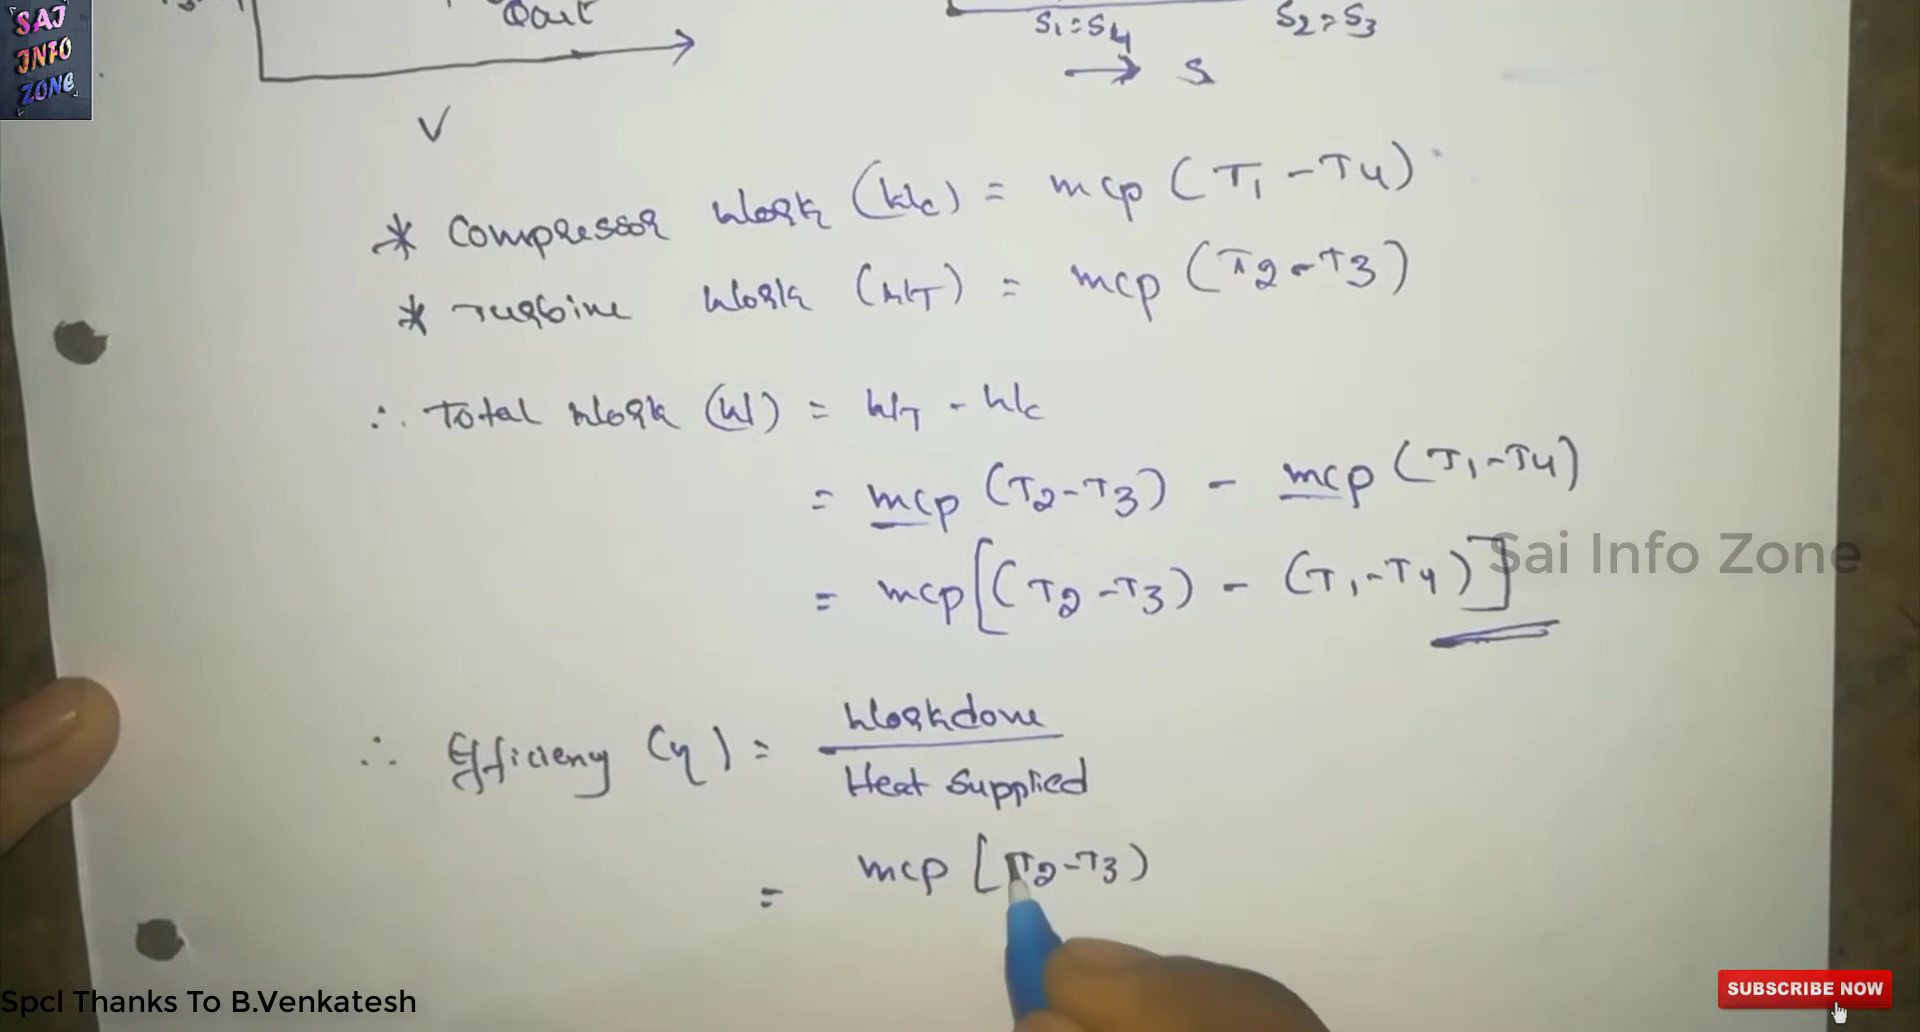 SAI
INFO
ZONE
Qout
S1=S4
S2=S3
S
V
* Compressor Work (Wc) = mcp (T1-T4)
* Turbine Work (WT) = mcp (T2-T3)
∴ Total Work (W) = WT - Wc
= mcp (T2-T3) - mcp (T1-T4)
= mcp[(T2-T3) - (T1-T4)]
Sai Info Zone
∴ Efficieny (η) = Workdone
Heat Supplied
= mcp [T2-T3)
Spcl Thanks To B.Venkatesh
SUBSCRIBE NOW